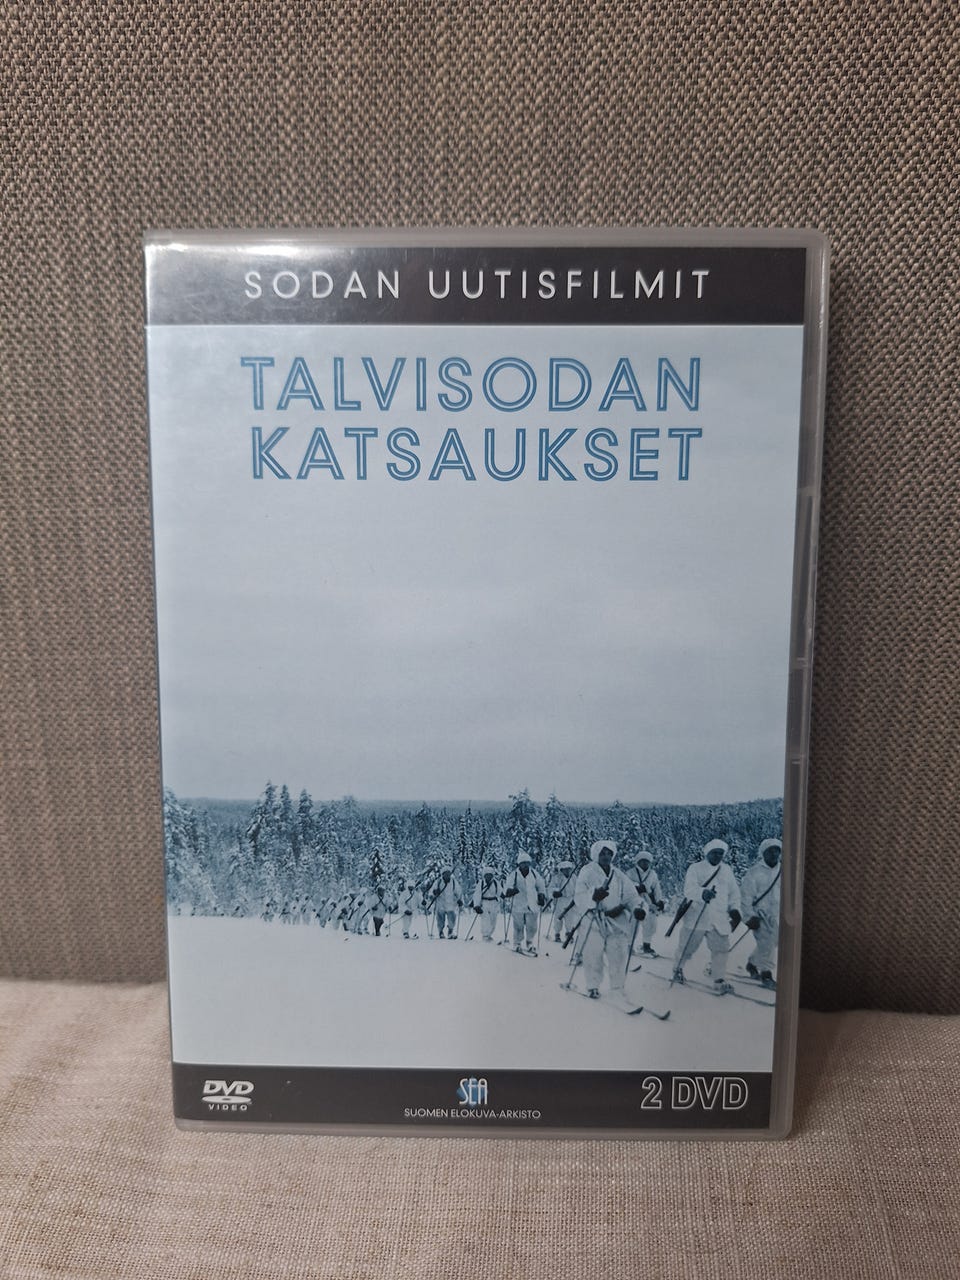 SODAN UUTISFILMIT
TALVISODAN
KATSAUKSET
DVD
VIDEO
SEA
SUOMEN ELOKUVA-ARKISTO
2 DVD